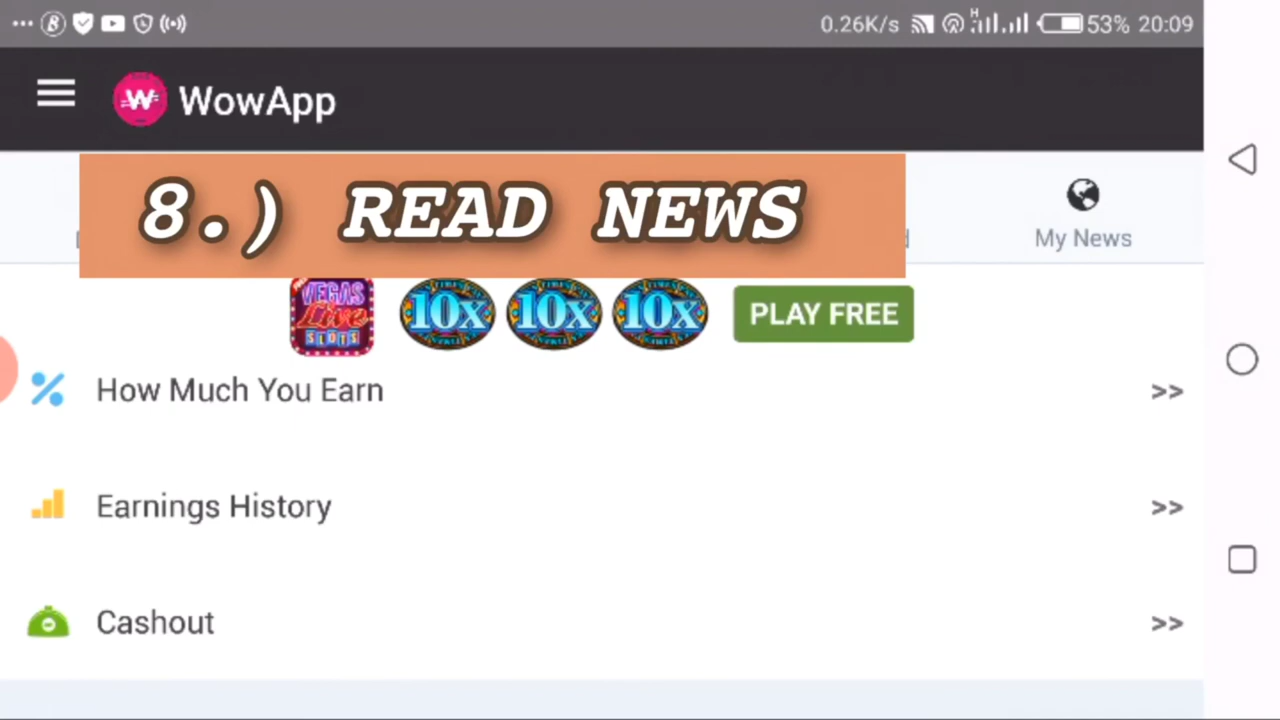 0.26K/s H 53% 20:09
W WowApp
8.) READ NEWS
My News
VEGAS Live SLOTS 10x 10x 10x PLAY FREE
How Much You Earn >>
Earnings History >>
Cashout >>